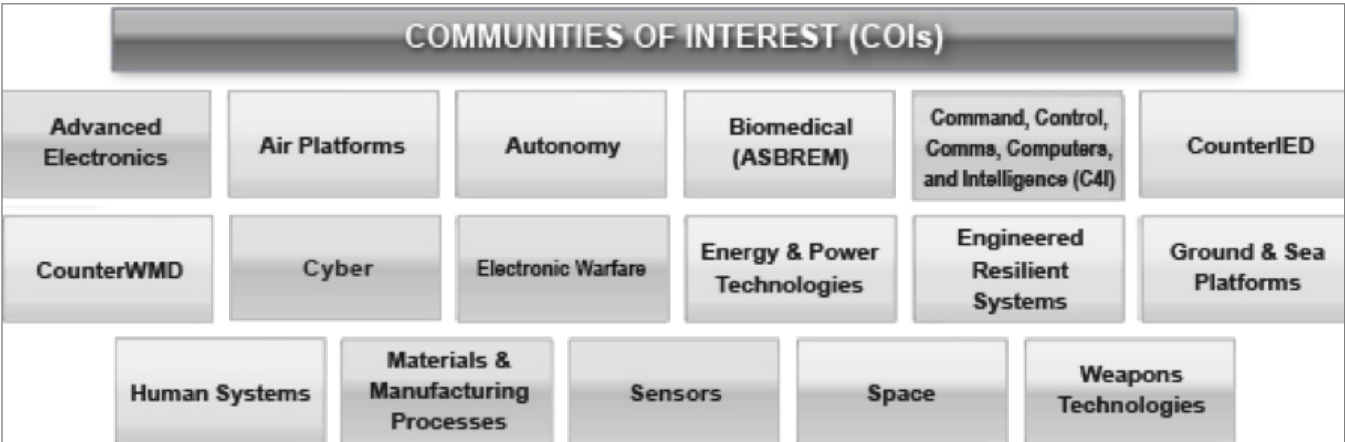 COMMUNITIES OF INTEREST (COIs)
Advanced
Electronics
Air Platforms
Autonomy
Biomedical
(ASBREM)
Command, Control,
Comms, Computers,
and Intelligence (C4I)
CounterIED
CounterWMD
Cyber
Electronic Warfare
Energy & Power
Technologies
Engineered
Resilient
Systems
Ground & Sea
Platforms
Human Systems
Materials &
Manufacturing
Processes
Sensors
Space
Weapons
Technologies